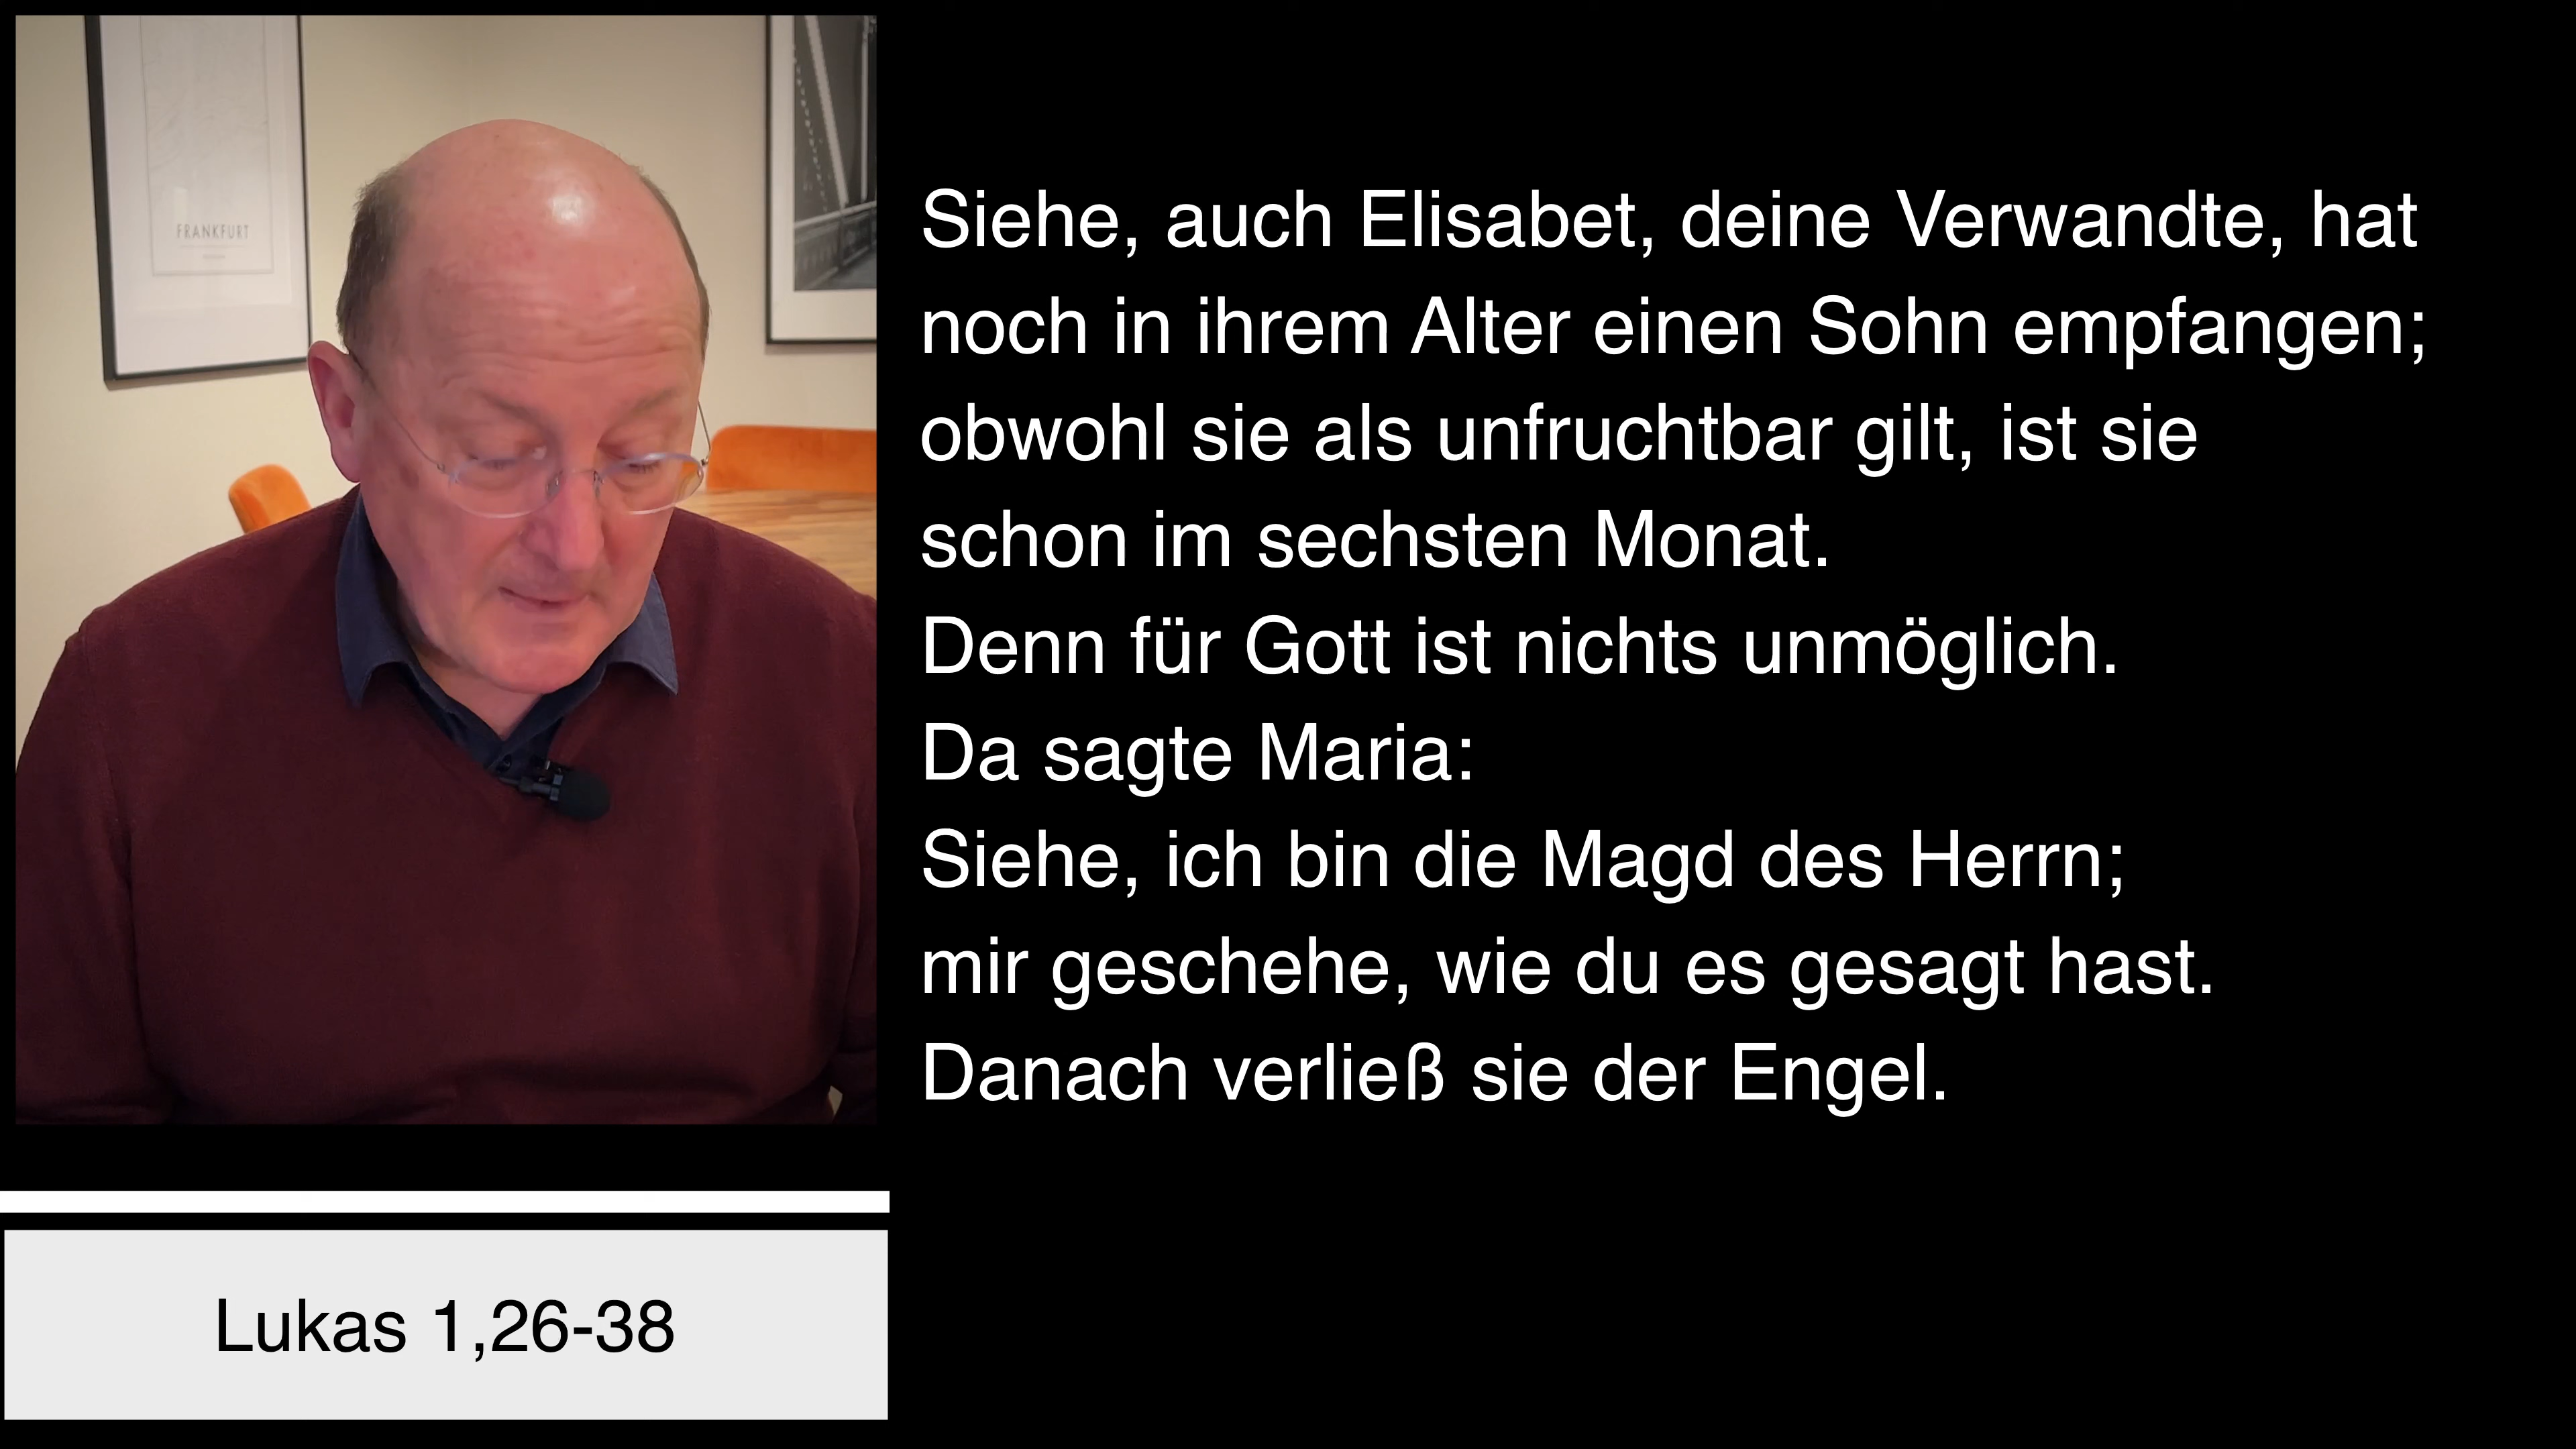 FRANKFURT
Siehe, auch Elisabet, deine Verwandte, hat
noch in ihrem Alter einen Sohn empfangen;
obwohl sie als unfruchtbar gilt, ist sie
schon im sechsten Monat.
Denn für Gott ist nichts unmöglich.
Da sagte Maria:
Siehe, ich bin die Magd des Herrn;
mir geschehe, wie du es gesagt hast.
Danach verließ sie der Engel.
Lukas 1,26-38